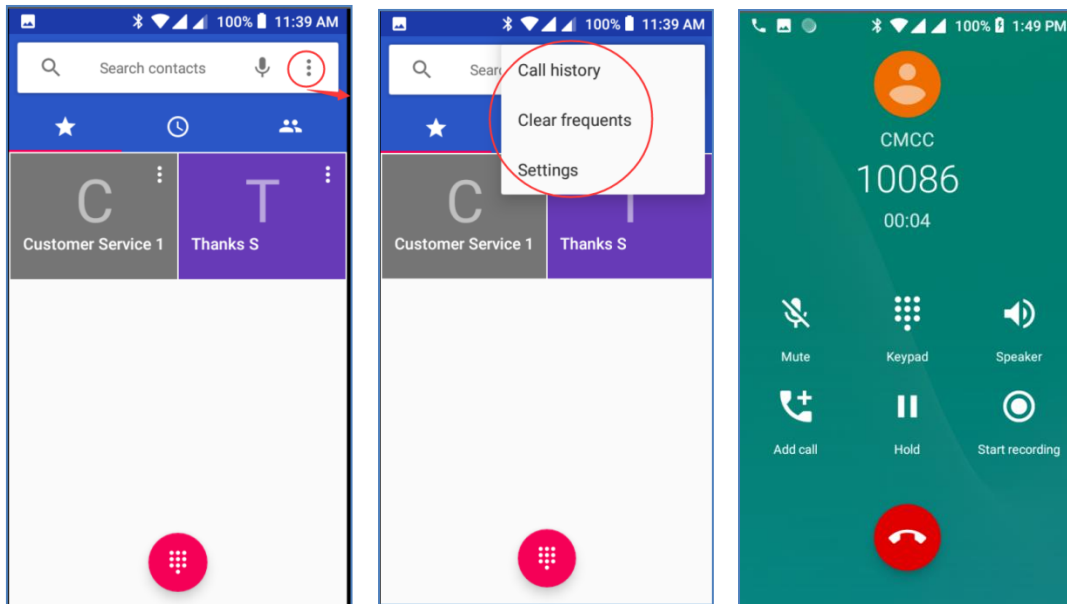 100% 11:39 AM
Search contacts
C
T
Customer Service 1
Thanks S
100% 11:39 AM
Sear
Call history
Clear frequents
Settings
C
Customer Service 1
Thanks S
100% 1:49 PM
CMCC
10086
00:04
Mute
Keypad
Speaker
Add call
Hold
Start recording